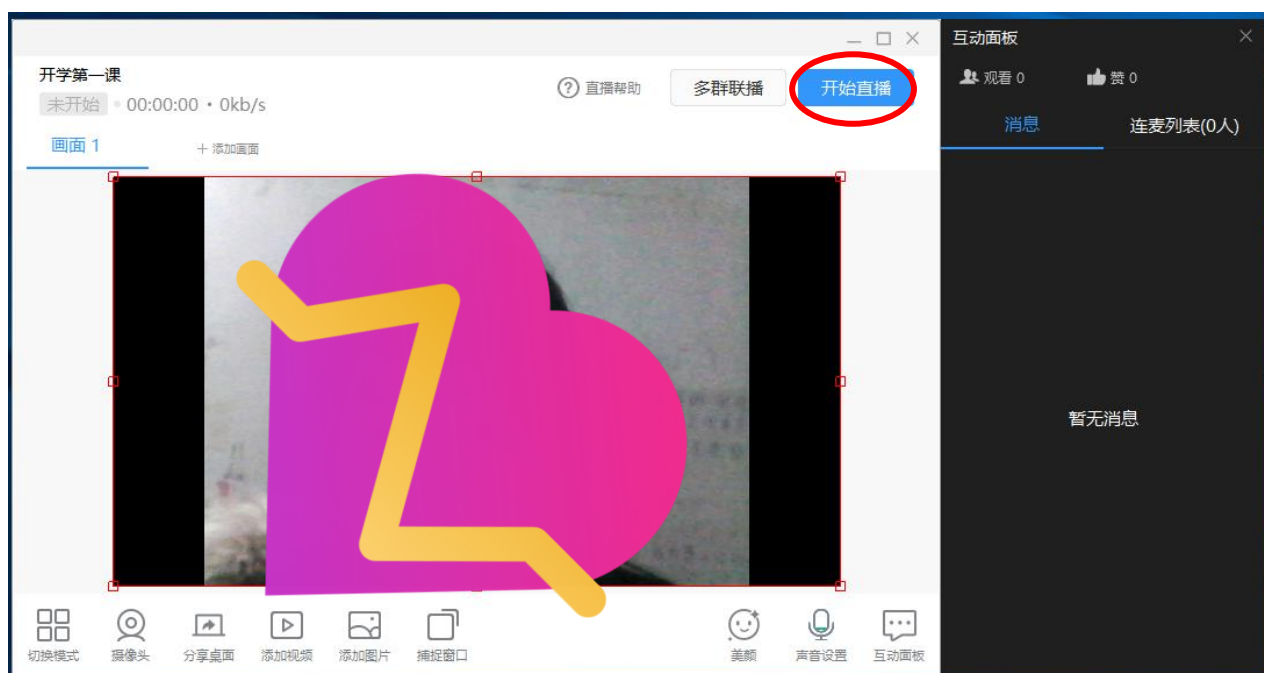 互动面板
开学第一课
直播帮助
多群联播
开始直播
观看 0
赞 0
未开始 00:00:00 • 0kb/s
消息
连麦列表(0人)
画面 1
+ 添加画面
暂无消息
切换模式
摄像头
分享桌面
添加视频
添加图片
捕捉窗口
美颜
声音设置
互动面板